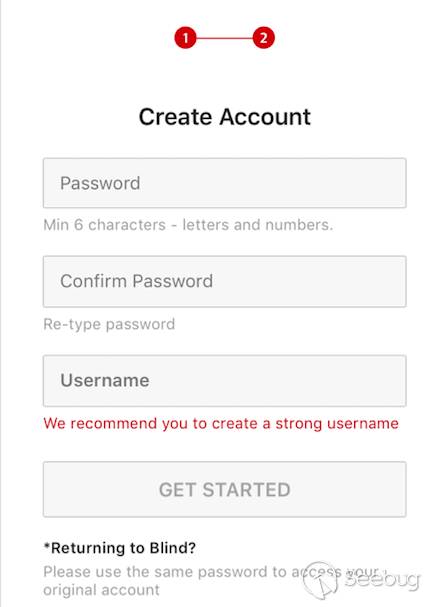 1 2
Create Account
Password
Min 6 characters - letters and numbers.
Confirm Password
Re-type password
Username
We recommend you to create a strong username
GET STARTED
*Returning to Blind?
Please use the same password to access your
original account
Seebug